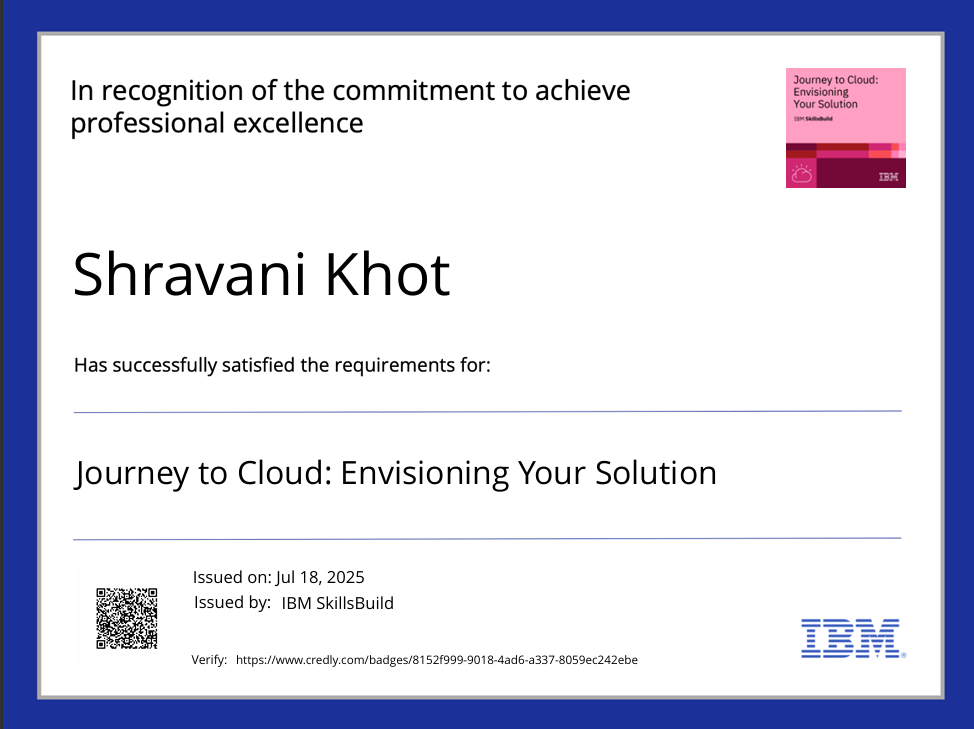 In recognition of the commitment to achieve
professional excellence
Journey to Cloud:
Envisioning
Your Solution
IBM SkillsBuild
IBM
Shravani Khot
Has successfully satisfied the requirements for:
Journey to Cloud: Envisioning Your Solution
Issued on: Jul 18, 2025
Issued by: IBM SkillsBuild
Verify: https://www.credly.com/badges/8152f999-9018-4ad6-a337-8059ec242ebe
IBM®